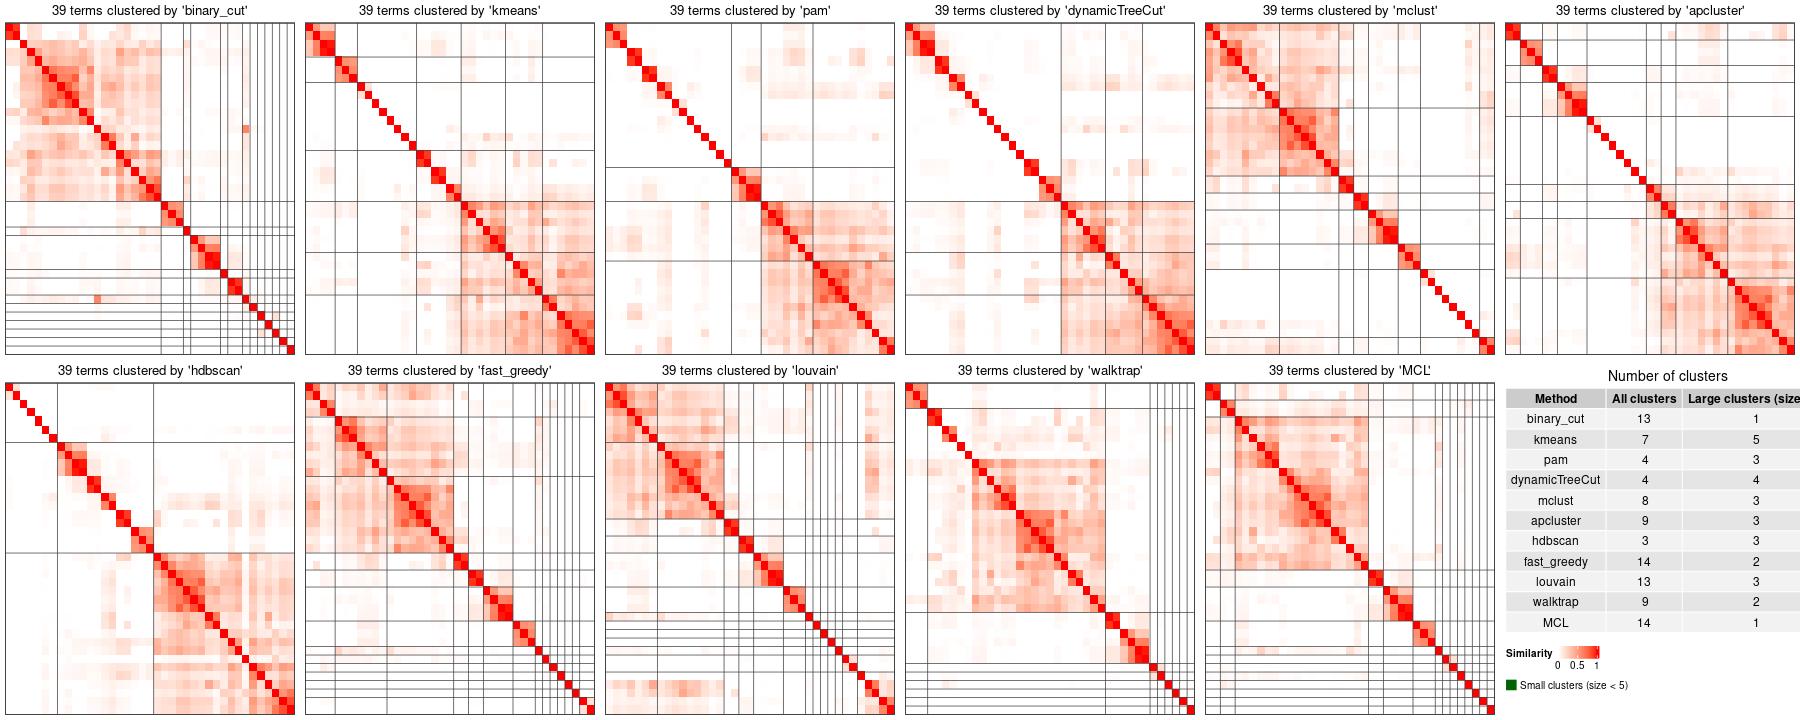 39 terms clustered by 'binary_cut'
39 terms clustered by 'kmeans'
39 terms clustered by 'pam'
39 terms clustered by 'dynamicTreeCut'
39 terms clustered by 'mclust'
39 terms clustered by 'apcluster'
39 terms clustered by 'hdbscan'
39 terms clustered by 'fast_greedy'
39 terms clustered by 'louvain'
39 terms clustered by 'walktrap'
39 terms clustered by 'MCL'
Number of clusters
Method All clusters Large clusters (size
binary_cut 13 1
kmeans 7 5
pam 4 3
dynamicTreeCut 4 4
mclust 8 3
apcluster 9 3
hdbscan 3 3
fast_greedy 14 2
louvain 13 3
walktrap 9 2
MCL 14 1
Similarity
0 0.5 1
Small clusters (size < 5)